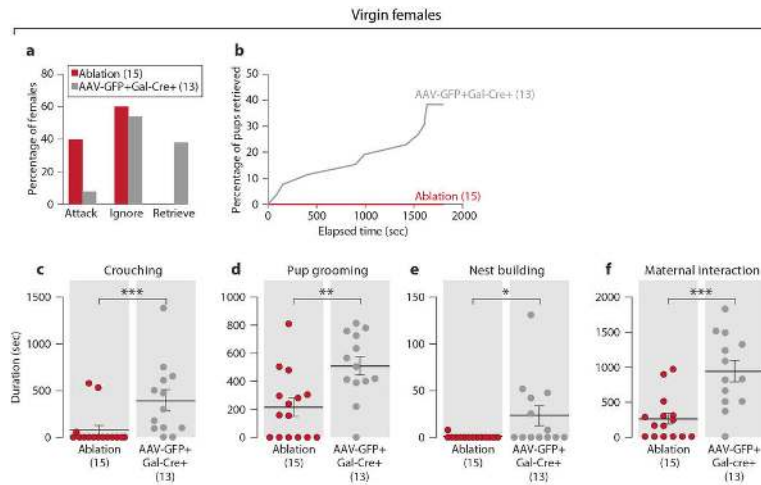 Virgin females
a
b
Percentage of females
80
60
40
20
0
Ablation (15)
AAV-GFP+Gal-Cre+ (13)
Attack Ignore Retrieve
Percentage of pups retrieved
50
40
30
20
10
0
AAV-GFP+Gal-Cre+ (13)
Ablation (15)
0 500 1000 1500 2000
Elapsed time (sec)
c Crouching
Duration (sec)
1500
1000
500
0
***
Ablation
(15)
AAV-GFP+
Gal-Cre+
(13)
d Pup grooming
1000
800
600
400
200
0
**
Ablation
(15)
AAV-GFP+
Gal-Cre+
(13)
e Nest building
150
100
50
0
*
Ablation
(15)
AAV-GFP+
Gal-Cre+
(13)
f Maternal interaction
2000
1500
1000
500
0
***
Ablation
(15)
AAV-GFP+
Gal-Cre+
(13)